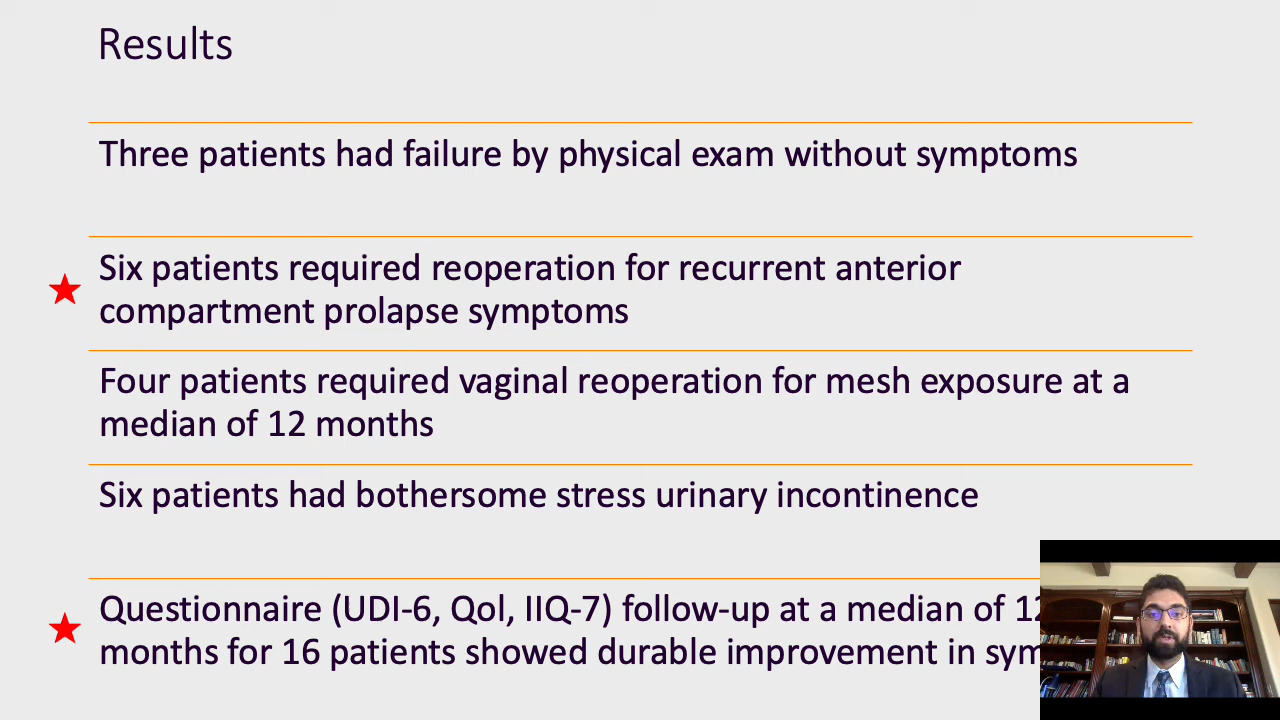 Results
Three patients had failure by physical exam without symptoms
Six patients required reoperation for recurrent anterior
compartment prolapse symptoms
Four patients required vaginal reoperation for mesh exposure at a
median of 12 months
Six patients had bothersome stress urinary incontinence
Questionnaire (UDI-6, Qol, IIQ-7) follow-up at a median of
months for 16 patients showed durable improvement in